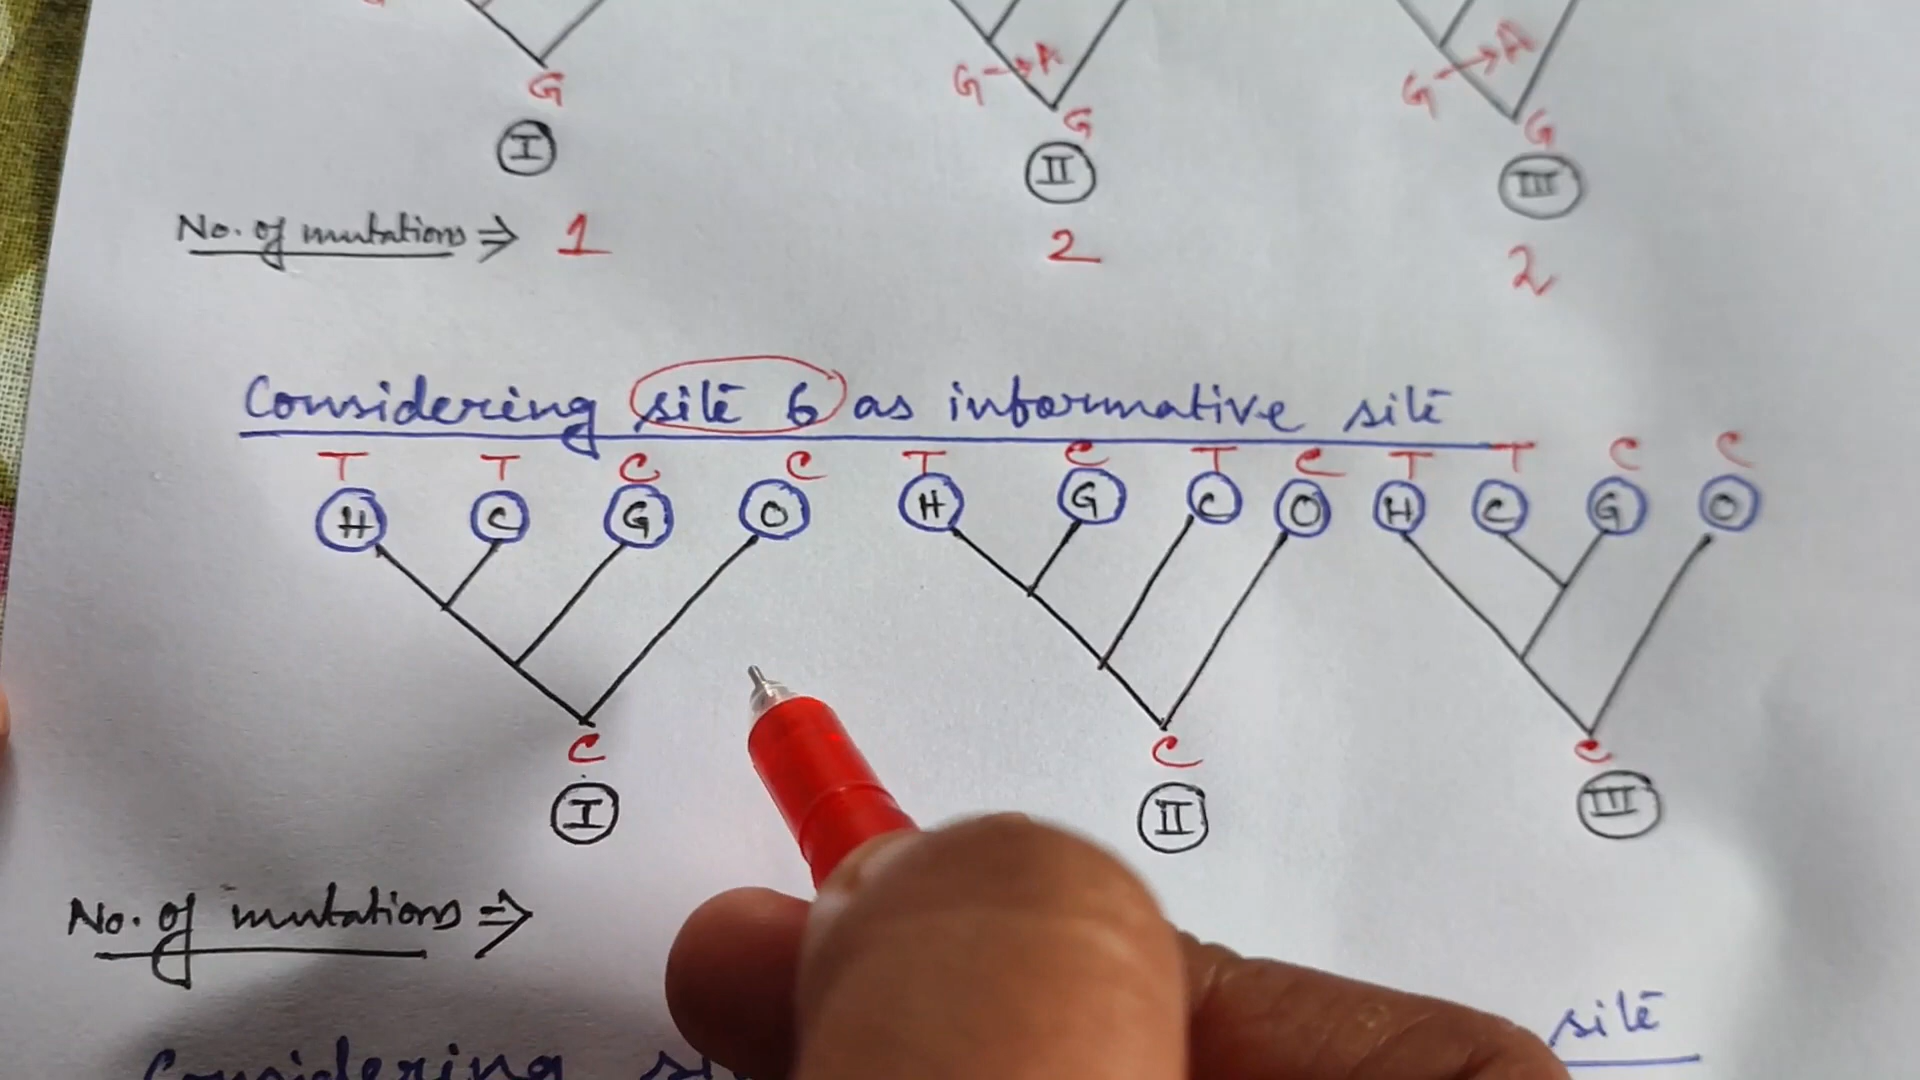 G
G → A
G
G → A
G
I
II
III
No. of mutations ⇒ 1 2 2
Considering site 6 as informative site
T T C C T C T C T T C C
H C G O H G C O H C G O
C C C
I II III
No. of mutations ⇒
Considering site